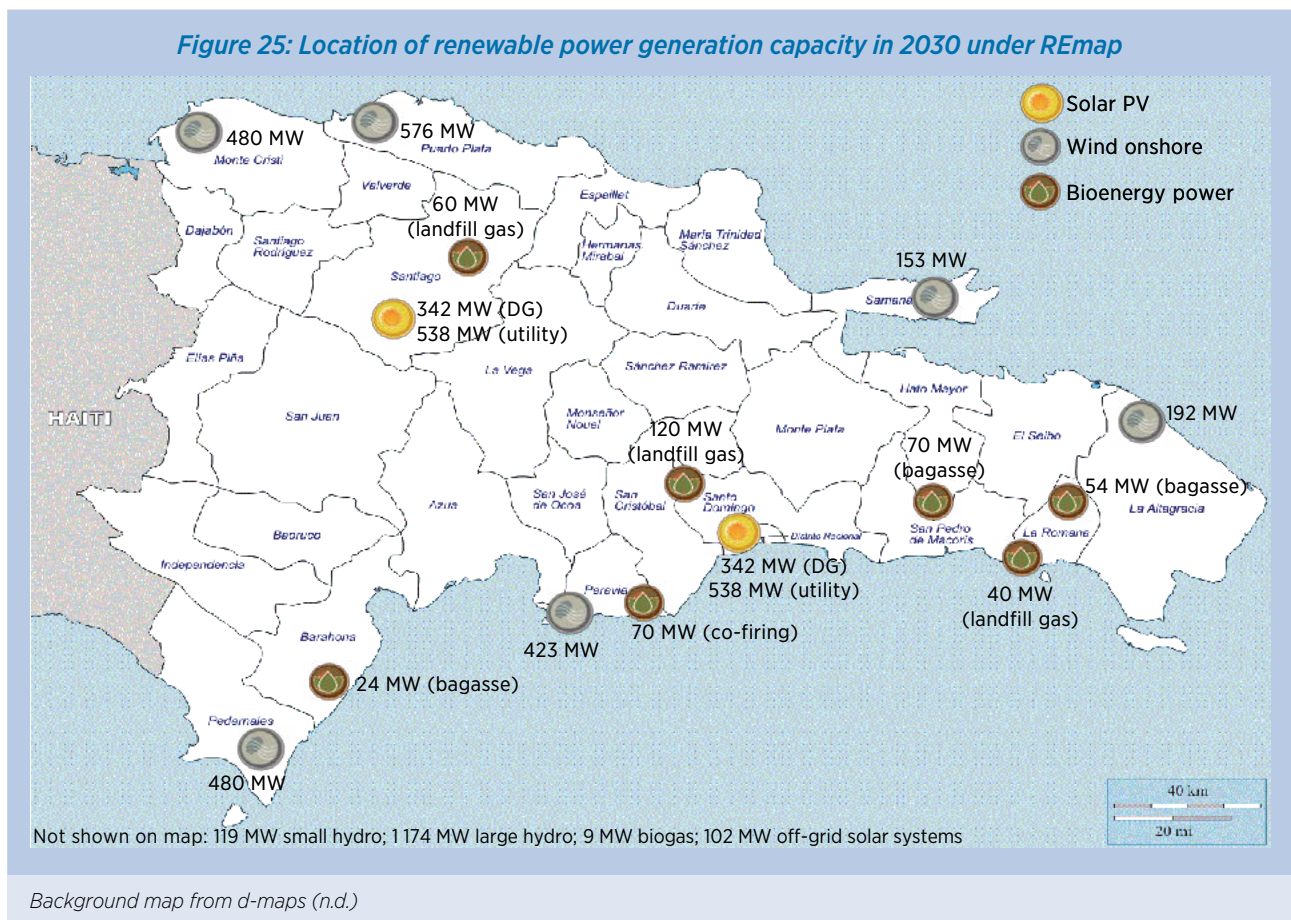 Figure 25: Location of renewable power generation capacity in 2030 under REmap
Solar PV
Wind onshore
Bioenergy power
480 MW
Monte Cristi
576 MW
Puerto Plata
Valverde
60 MW
(landfill gas)
Espaillet
Dajabón
Santiago
Rodríguez
Hermanas
Mirabal
María Trinidad
Sánchez
Santiago
153 MW
Samaná
342 MW (DG)
538 MW (utility)
Duarte
Elías Piña
La Vega
Sánchez Ramírez
Hato Mayor
HAITI
San Juan
Monseñor
Nouel
Monte Plata
El Seibo
192 MW
120 MW
(landfill gas)
70 MW
(bagasse)
54 MW (bagasse)
La Altagracia
Azua
San José
de Ocoa
San
Cristóbal
Santo
Domingo
Distrito Nacional
San Pedro
de Macorís
La Romana
Baoruco
Independencia
342 MW (DG)
538 MW (utility)
40 MW
(landfill gas)
Peravia
70 MW (co-firing)
423 MW
Barahona
24 MW (bagasse)
Pedernales
480 MW
40 km
20 mi
Not shown on map: 119 MW small hydro; 1 174 MW large hydro; 9 MW biogas; 102 MW off-grid solar systems
Background map from d-maps (n.d.)